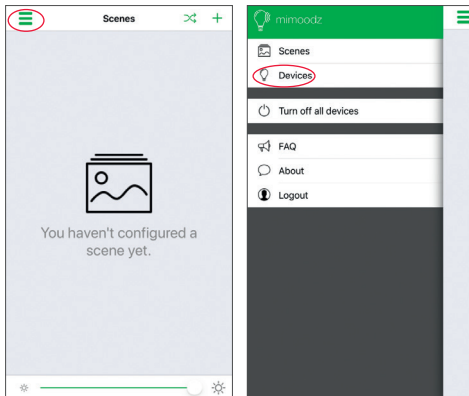 Scenes
You haven't configured a
scene yet.
mimoodz
Scenes
Devices
Turn off all devices
FAQ
About
Logout